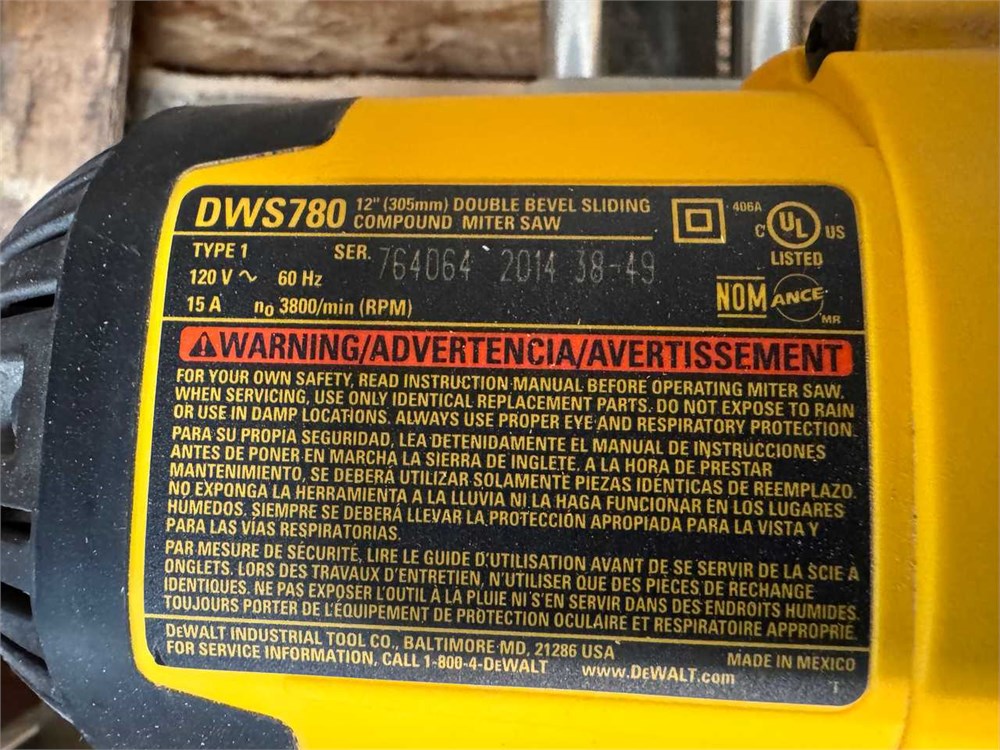 DWS780 12" (305mm) DOUBLE BEVEL SLIDING
COMPOUND MITER SAW
406A
C UL US
LISTED
TYPE 1
SER. 764064 2014 38-49
120 V ~ 60 Hz
15 A n0 3800/min (RPM)
NOM ANCE MR
WARNING/ADVERTENCIA/AVERTISSEMENT
FOR YOUR OWN SAFETY, READ INSTRUCTION MANUAL BEFORE OPERATING MITER SAW.
WHEN SERVICING, USE ONLY IDENTICAL REPLACEMENT PARTS. DO NOT EXPOSE TO RAIN
OR USE IN DAMP LOCATIONS. ALWAYS USE PROPER EYE AND RESPIRATORY PROTECTION.
PARA SU PROPIA SEGURIDAD, LEA DETENIDAMENTE EL MANUAL DE INSTRUCCIONES
ANTES DE PONER EN MARCHA LA SIERRA DE INGLETE. A LA HORA DE PRESTAR
MANTENIMIENTO, SE DEBERÁ UTILIZAR SOLAMENTE PIEZAS IDÉNTICAS DE REEMPLAZO.
NO EXPONGA LA HERRAMIENTA A LA LLUVIA NI LA HAGA FUNCIONAR EN LOS LUGARES
HÚMEDOS. SIEMPRE SE DEBERÁ LLEVAR LA PROTECCIÓN APROPIADA PARA LA VISTA Y
PARA LAS VÍAS RESPIRATORIAS.
PAR MESURE DE SÉCURITÉ, LIRE LE GUIDE D'UTILISATION AVANT DE SE SERVIR DE LA SCIE À
ONGLETS. LORS DES TRAVAUX D'ENTRETIEN, N'UTILISER QUE DES PIÈCES DE RECHANGE
IDENTIQUES. NE PAS EXPOSER L'OUTIL À LA PLUIE NI S'EN SERVIR DANS DES ENDROITS HUMIDES.
TOUJOURS PORTER DE L'ÉQUIPEMENT DE PROTECTION OCULAIRE ET RESPIRATOIRE APPROPRIÉ.
DEWALT INDUSTRIAL TOOL CO., BALTIMORE MD, 21286 USA
FOR SERVICE INFORMATION, CALL 1-800-4-DEWALT www.DEWALT.com
MADE IN MEXICO
T